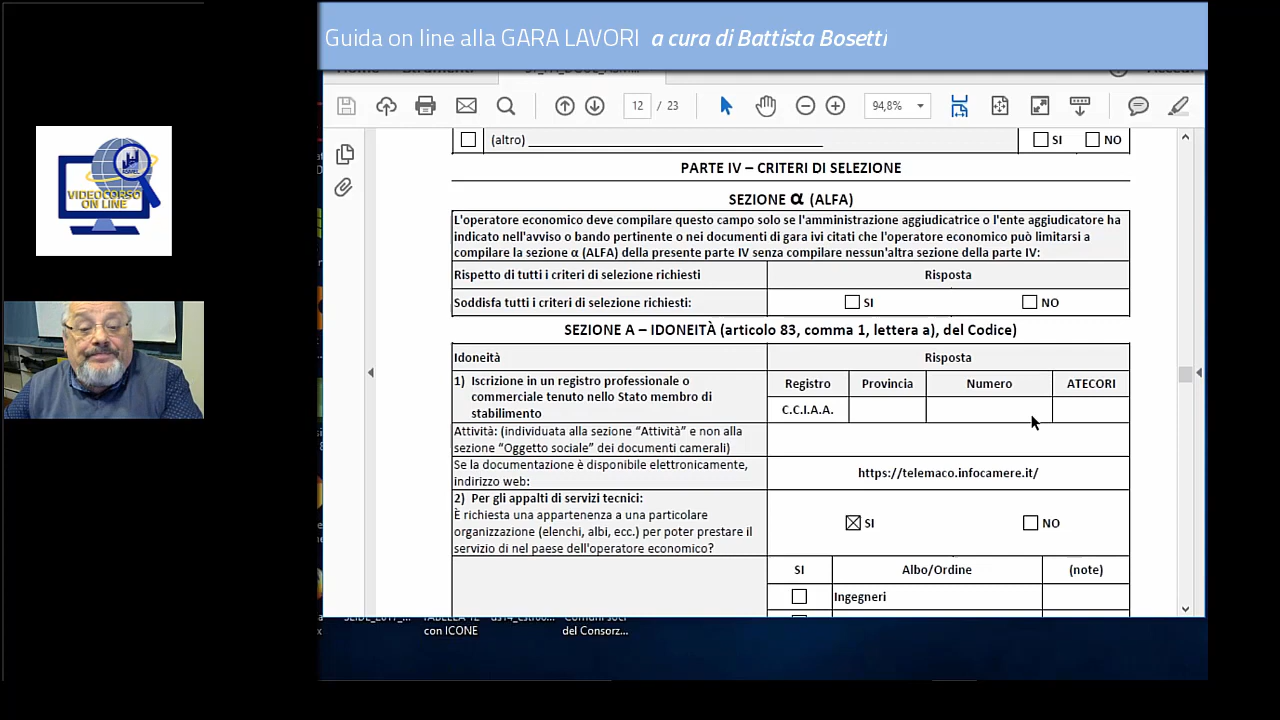 Guida on line alla GARA LAVORI a cura di Battista Bosetti
12 / 23
94,8%
(altro)
SI
NO
PARTE IV – CRITERI DI SELEZIONE
SEZIONE α (ALFA)
L'operatore economico deve compilare questo campo solo se l'amministrazione aggiudicatrice o l'ente aggiudicatore ha
indicato nell'avviso o bando pertinente o nei documenti di gara ivi citati che l'operatore economico può limitarsi a
compilare la sezione α (ALFA) della presente parte IV senza compilare nessun'altra sezione della parte IV:
Rispetto di tutti i criteri di selezione richiesti
Risposta
Soddisfa tutti i criteri di selezione richiesti:
SI
NO
VIDEOCORSO
ON LINE
SEZIONE A – IDONEITÀ (articolo 83, comma 1, lettera a), del Codice)
Idoneità
Risposta
1) Iscrizione in un registro professionale o
commerciale tenuto nello Stato membro di
stabilimento
Registro
Provincia
Numero
ATECORI
C.C.I.A.A.
Attività: (individuata alla sezione “Attività” e non alla
sezione “Oggetto sociale” dei documenti camerali)
Se la documentazione è disponibile elettronicamente,
indirizzo web:
https://telemaco.infocamere.it/
2) Per gli appalti di servizi tecnici:
È richiesta una appartenenza a una particolare
organizzazione (elenchi, albi, ecc.) per poter prestare il
servizio di nel paese dell'operatore economico?
SI
NO
SI
Albo/Ordine
(note)
Ingegneri
TABELLA 12
con ICONE
Comuni soci
del Consorz...